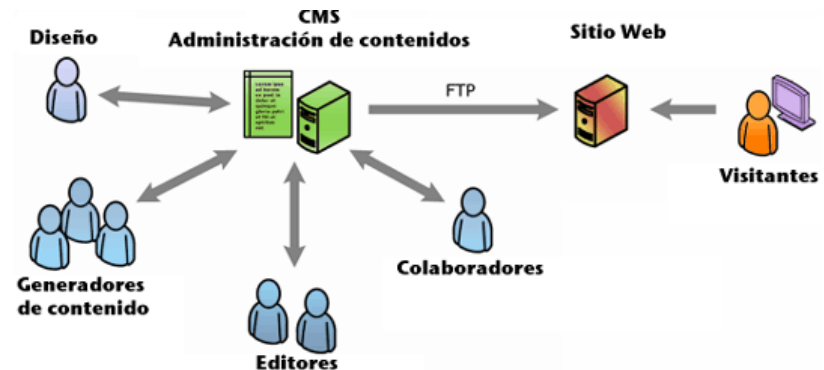 CMS
Administración de contenidos
Diseño
Sitio Web
FTP
Visitantes
Generadores
de contenido
Colaboradores
Editores